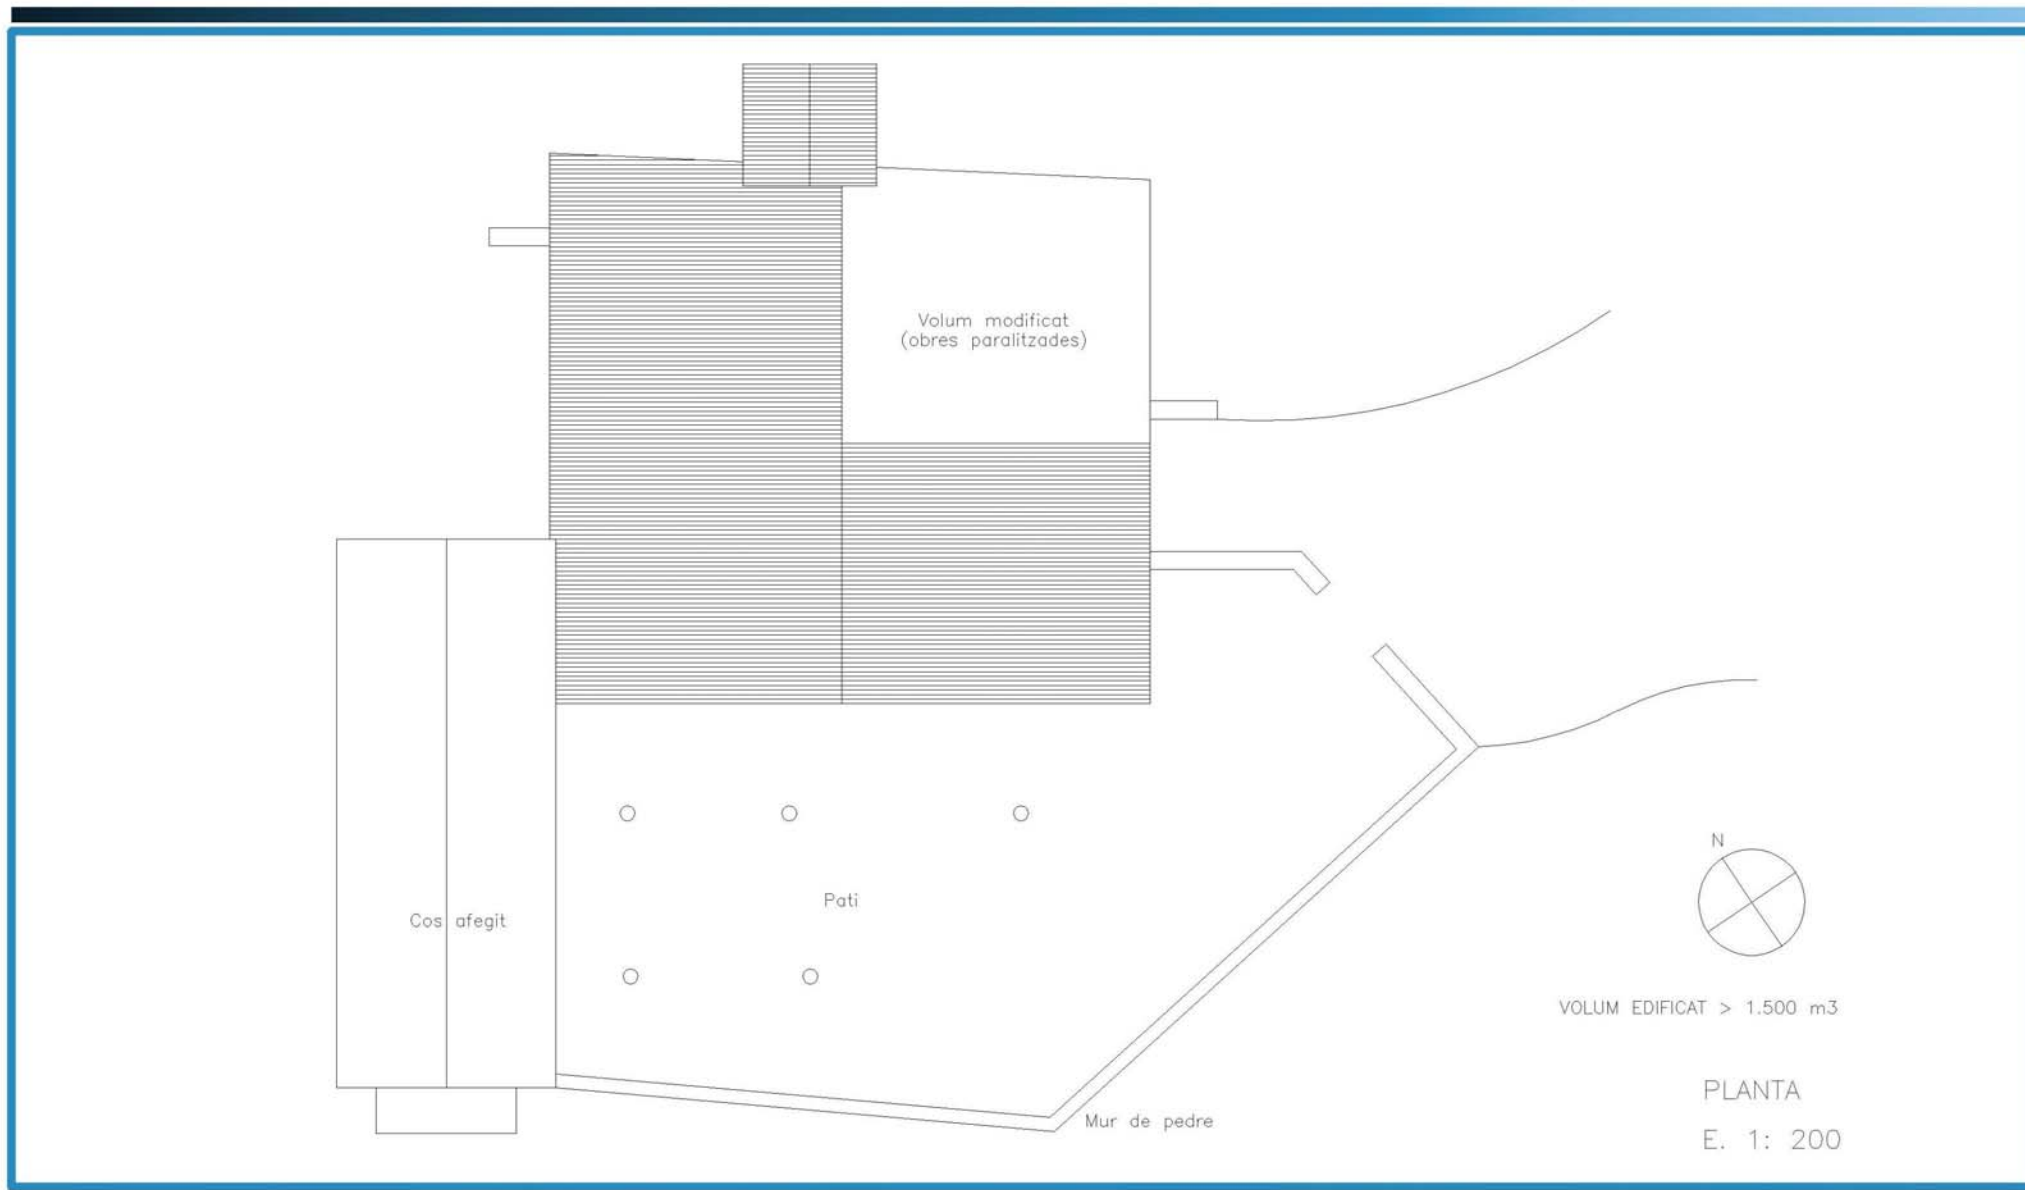 Volum modificat
(obres paralitzades)
Pati
Cos afegit
Mur de pedre
N
VOLUM EDIFICAT > 1.500 m3
PLANTA
E. 1: 200